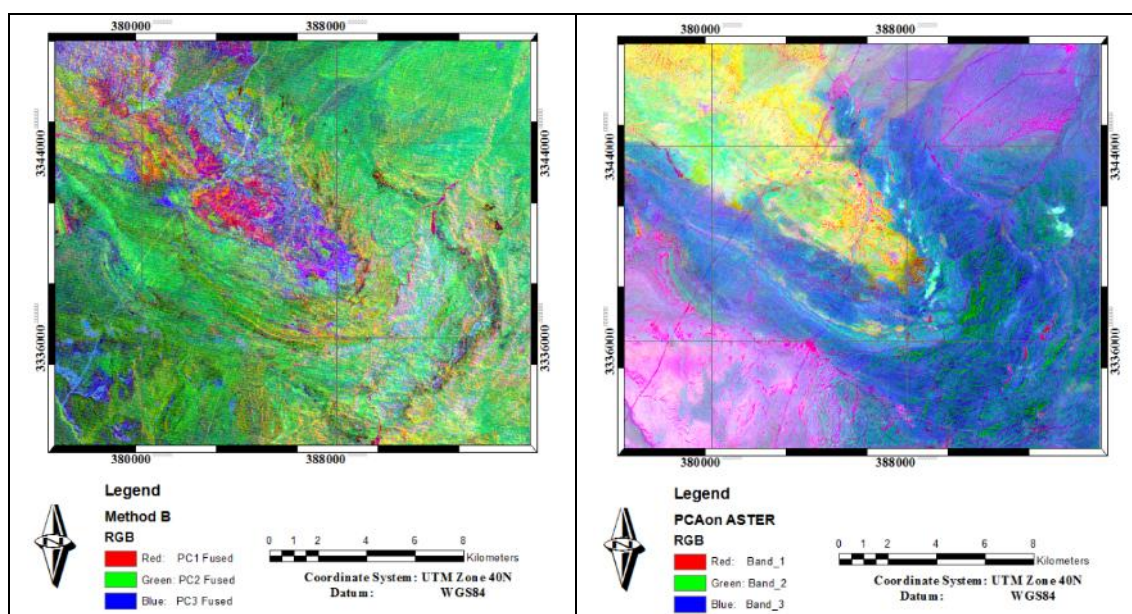 380000 388000
3344000 3344000
3336000 3336000
380000 388000
Legend
Method B
RGB
Red: PC1 Fused
Green: PC2 Fused
Blue: PC3 Fused
N
0 1 2 4 6 8
Kilometers
Coordinate System: UTM Zone 40N
Datum: WGS84
380000 388000
3344000 3344000
3336000 3336000
380000 388000
Legend
PCAon ASTER
RGB
Red: Band_1
Green: Band_2
Blue: Band_3
N
0 1 2 4 6 8
Kilometers
Coordinate System: UTM Zone 40N
Datum: WGS84